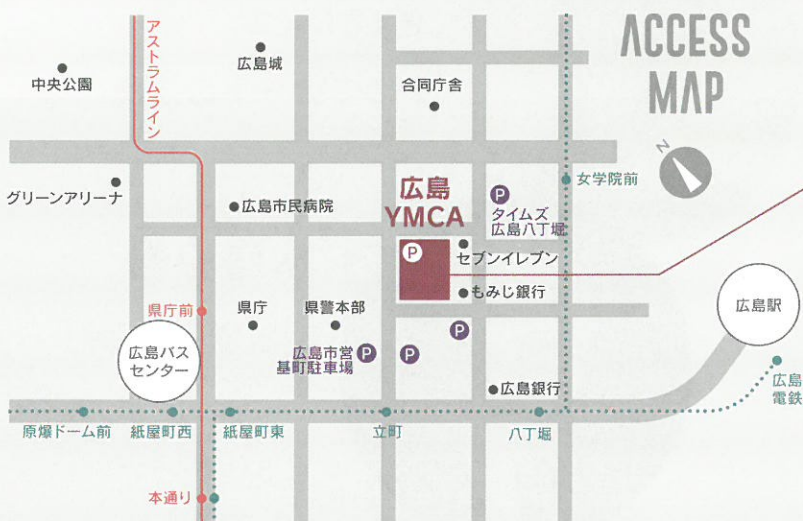 ACCESS
MAP
アストラムライン
広島城
中央公園
合同庁舎
N
グリーンアリーナ
広島市民病院
広島
YMCA
P
タイムズ
広島八丁堀
女学院前
P
セブンイレブン
もみじ銀行
県庁前
県庁
県警本部
広島駅
広島バス
センター
広島市営
基町駐車場
P
P
P
広島銀行
広島
電鉄
原爆ドーム前
紙屋町西
紙屋町東
立町
八丁堀
本通り